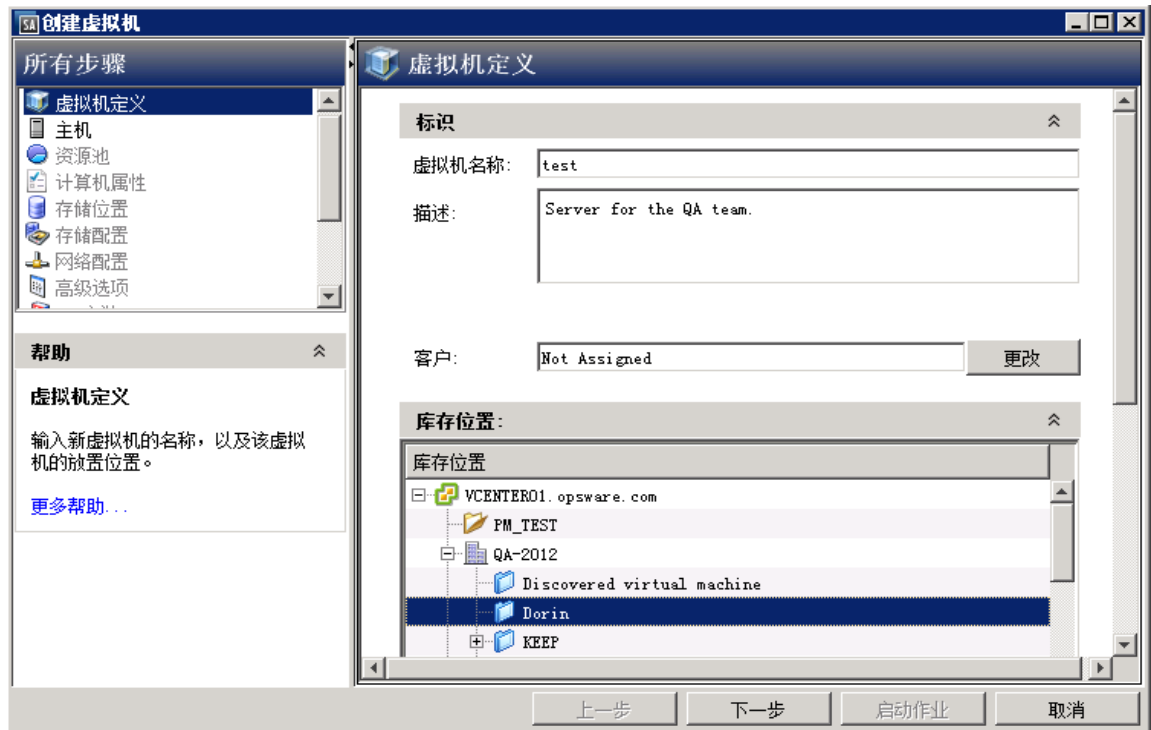 SA 创建虚拟机
所有步骤
虚拟机定义
主机
资源池
计算机属性
存储位置
存储配置
网络配置
高级选项
帮助
虚拟机定义
输入新虚拟机的名称，以及该虚拟
机的放置位置。
更多帮助...
虚拟机定义
标识
虚拟机名称: test
描述: Server for the QA team.
客户: Not Assigned 更改
库存位置:
库存位置
VCENTER01.opsware.com
PM_TEST
QA-2012
Discovered virtual machine
Dorin
KEEP
上一步 下一步 启动作业 取消